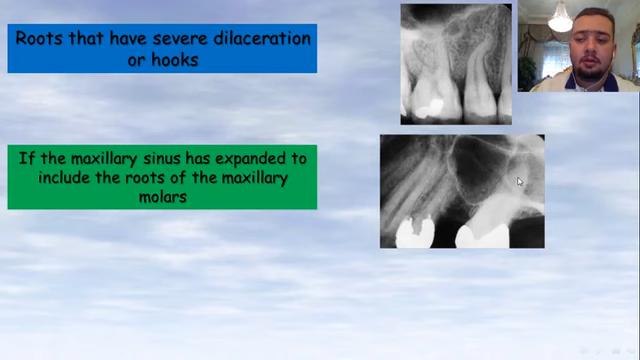 Roots that have severe dilaceration
or hooks
If the maxillary sinus has expanded to
include the roots of the maxillary
molars